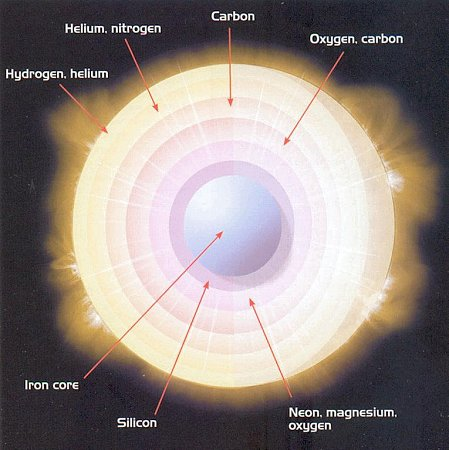 Carbon
Helium, nitrogen
Oxygen, carbon
Hydrogen, helium
Iron core
Silicon
Neon, magnesium,
oxygen